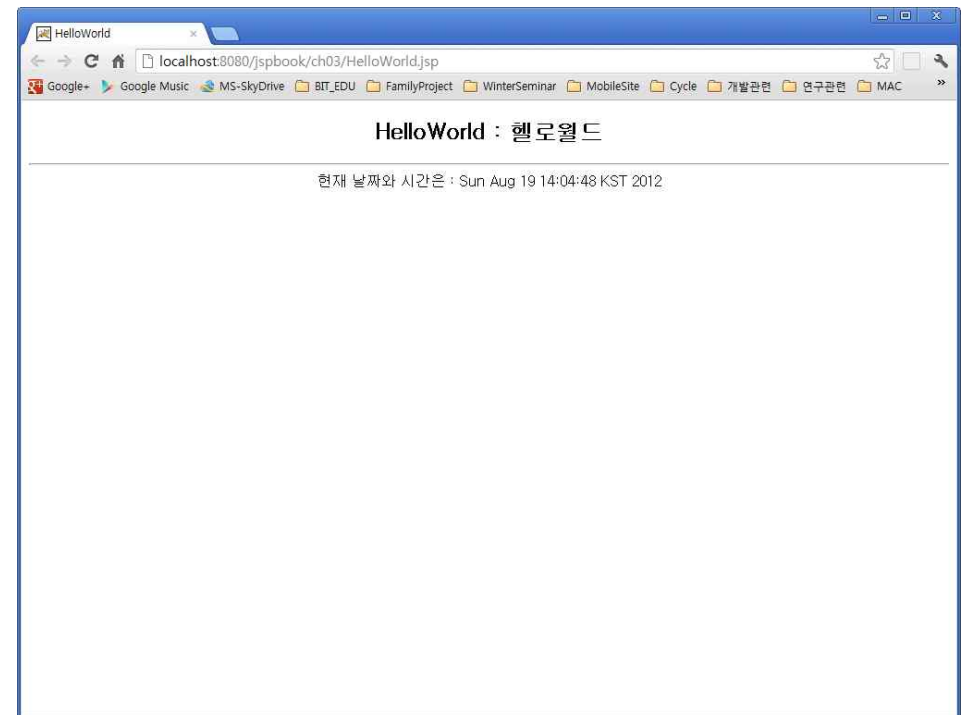 HelloWorld
localhost:8080/jspbook/ch03/HelloWorld.jsp
Google+ Google Music MS-SkyDrive BIT_EDU FamilyProject WinterSeminar MobileSite Cycle 개발관련 연구관련 MAC »
HelloWorld : 헬로월드
현재 날짜와 시간은 : Sun Aug 19 14:04:48 KST 2012